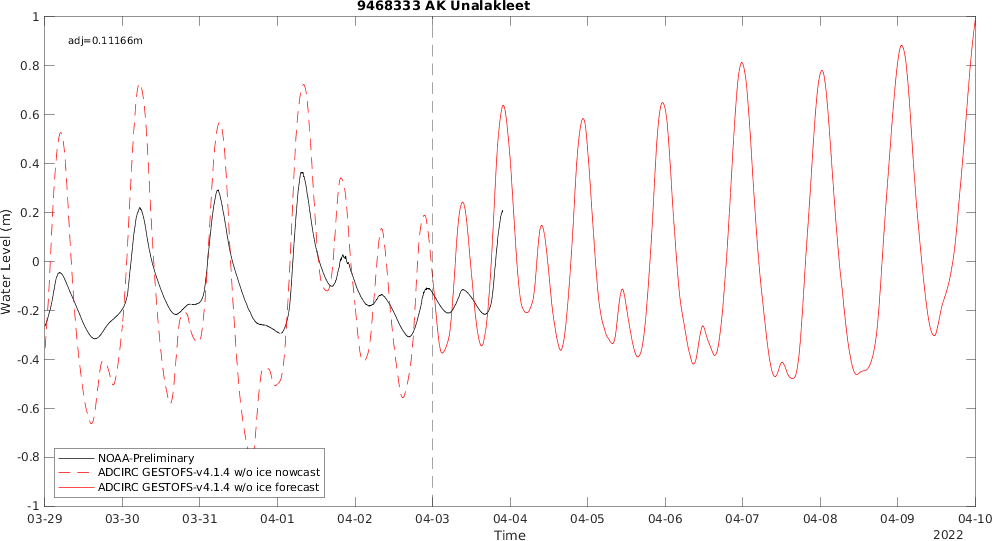 9468333 AK Unalakleet
adj=0.11166m
Water Level (m)
1
0.8
0.6
0.4
0.2
0
-0.2
-0.4
-0.6
-0.8
-1
NOAA-Preliminary
ADCIRC GESTOFS-v4.1.4 w/o ice nowcast
ADCIRC GESTOFS-v4.1.4 w/o ice forecast
03-29 03-30 03-31 04-01 04-02 04-03 04-04 04-05 04-06 04-07 04-08 04-09 04-10
Time
2022